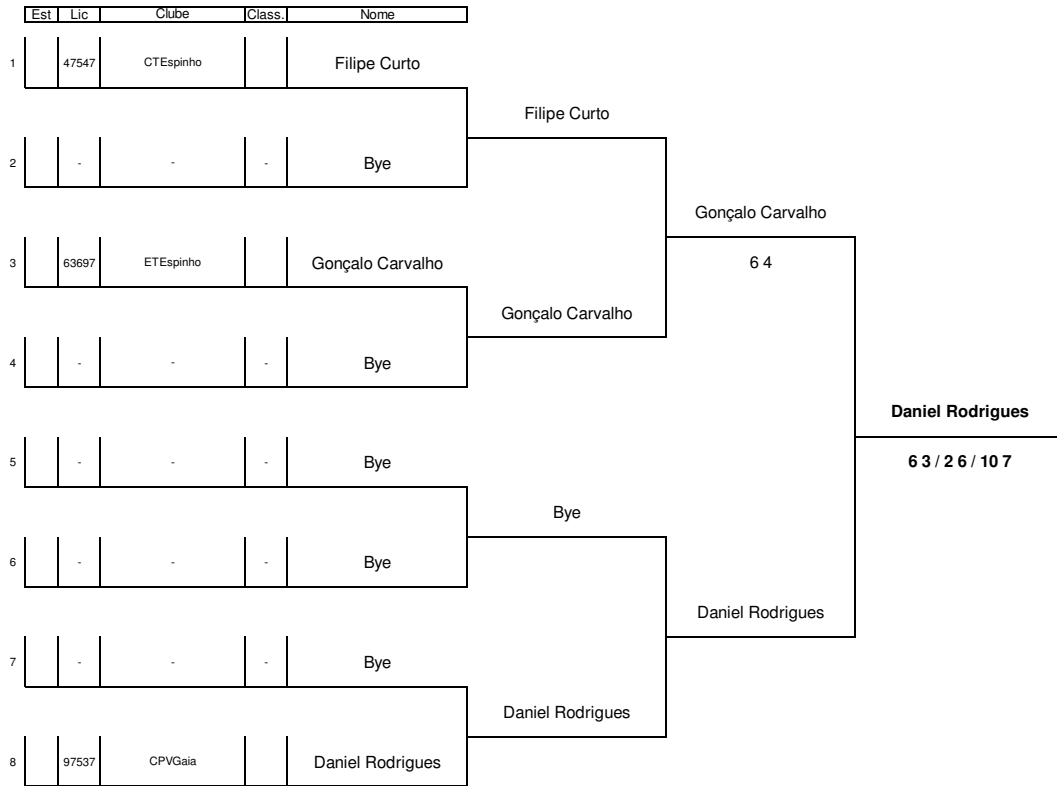 Est Lic Clube Class. Nome
1 47547 CTEspinho Filipe Curto
Filipe Curto
2 - - - Bye
Gonçalo Carvalho
3 63697 ETEspinho Gonçalo Carvalho 6 4
Gonçalo Carvalho
4 - - - Bye
Daniel Rodrigues
5 - - - Bye 6 3 / 2 6 / 10 7
Bye
6 - - - Bye
Daniel Rodrigues
7 - - - Bye
Daniel Rodrigues
8 97537 CPVGaia Daniel Rodrigues